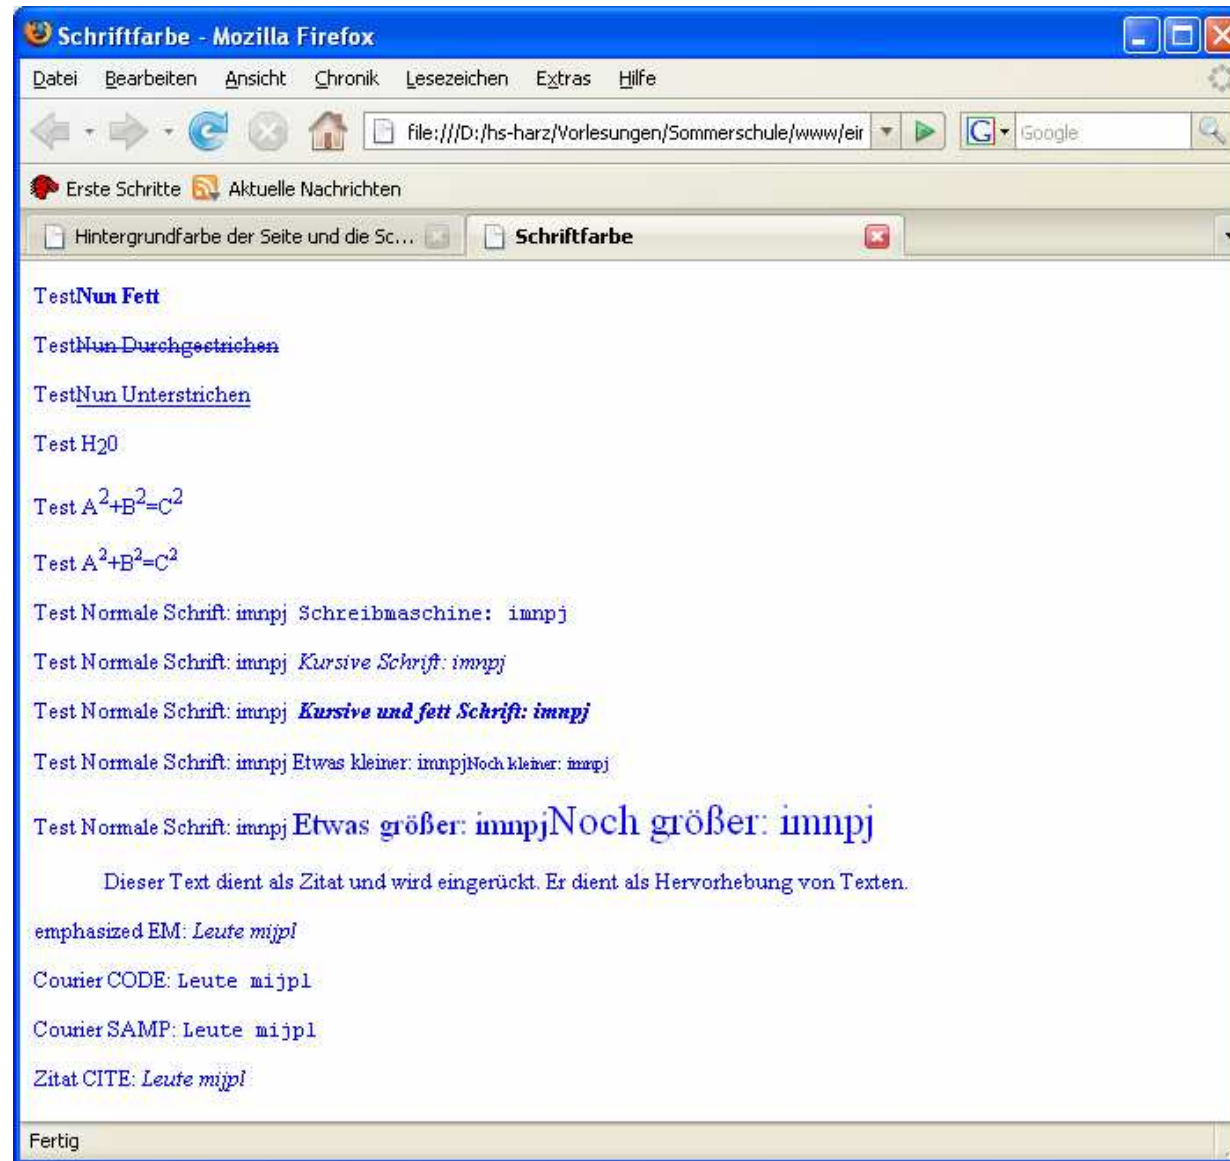 Schriftfarbe - Mozilla Firefox
Datei Bearbeiten Ansicht Chronik Lesezeichen Extras Hilfe
file:///D:/hs-harz/Vorlesungen/Sommerschule/www/eir G Google
Erste Schritte Aktuelle Nachrichten
Hintergrundfarbe der Seite und die Sc... Schriftfarbe
TestNun Fett
TestNun Durchgestrichen
TestNun Unterstrichen
Test H₂0
Test A²+B²=C²
Test A²+B²=C²
Test Normale Schrift: imnpj Schreibmaschine: imnpj
Test Normale Schrift: imnpj Kursive Schrift: imnpj
Test Normale Schrift: imnpj Kursive und fett Schrift: imnpj
Test Normale Schrift: imnpj Etwas kleiner: imnpjNoch kleiner: imnpj
Test Normale Schrift: imnpj Etwas größer: imnpjNoch größer: imnpj
Dieser Text dient als Zitat und wird eingerückt. Er dient als Hervorhebung von Texten.
emphasized EM: Leute mijpl
Courier CODE: Leute mijpl
Courier SAMP: Leute mijpl
Zitat CITE: Leute mijpl
Fertig